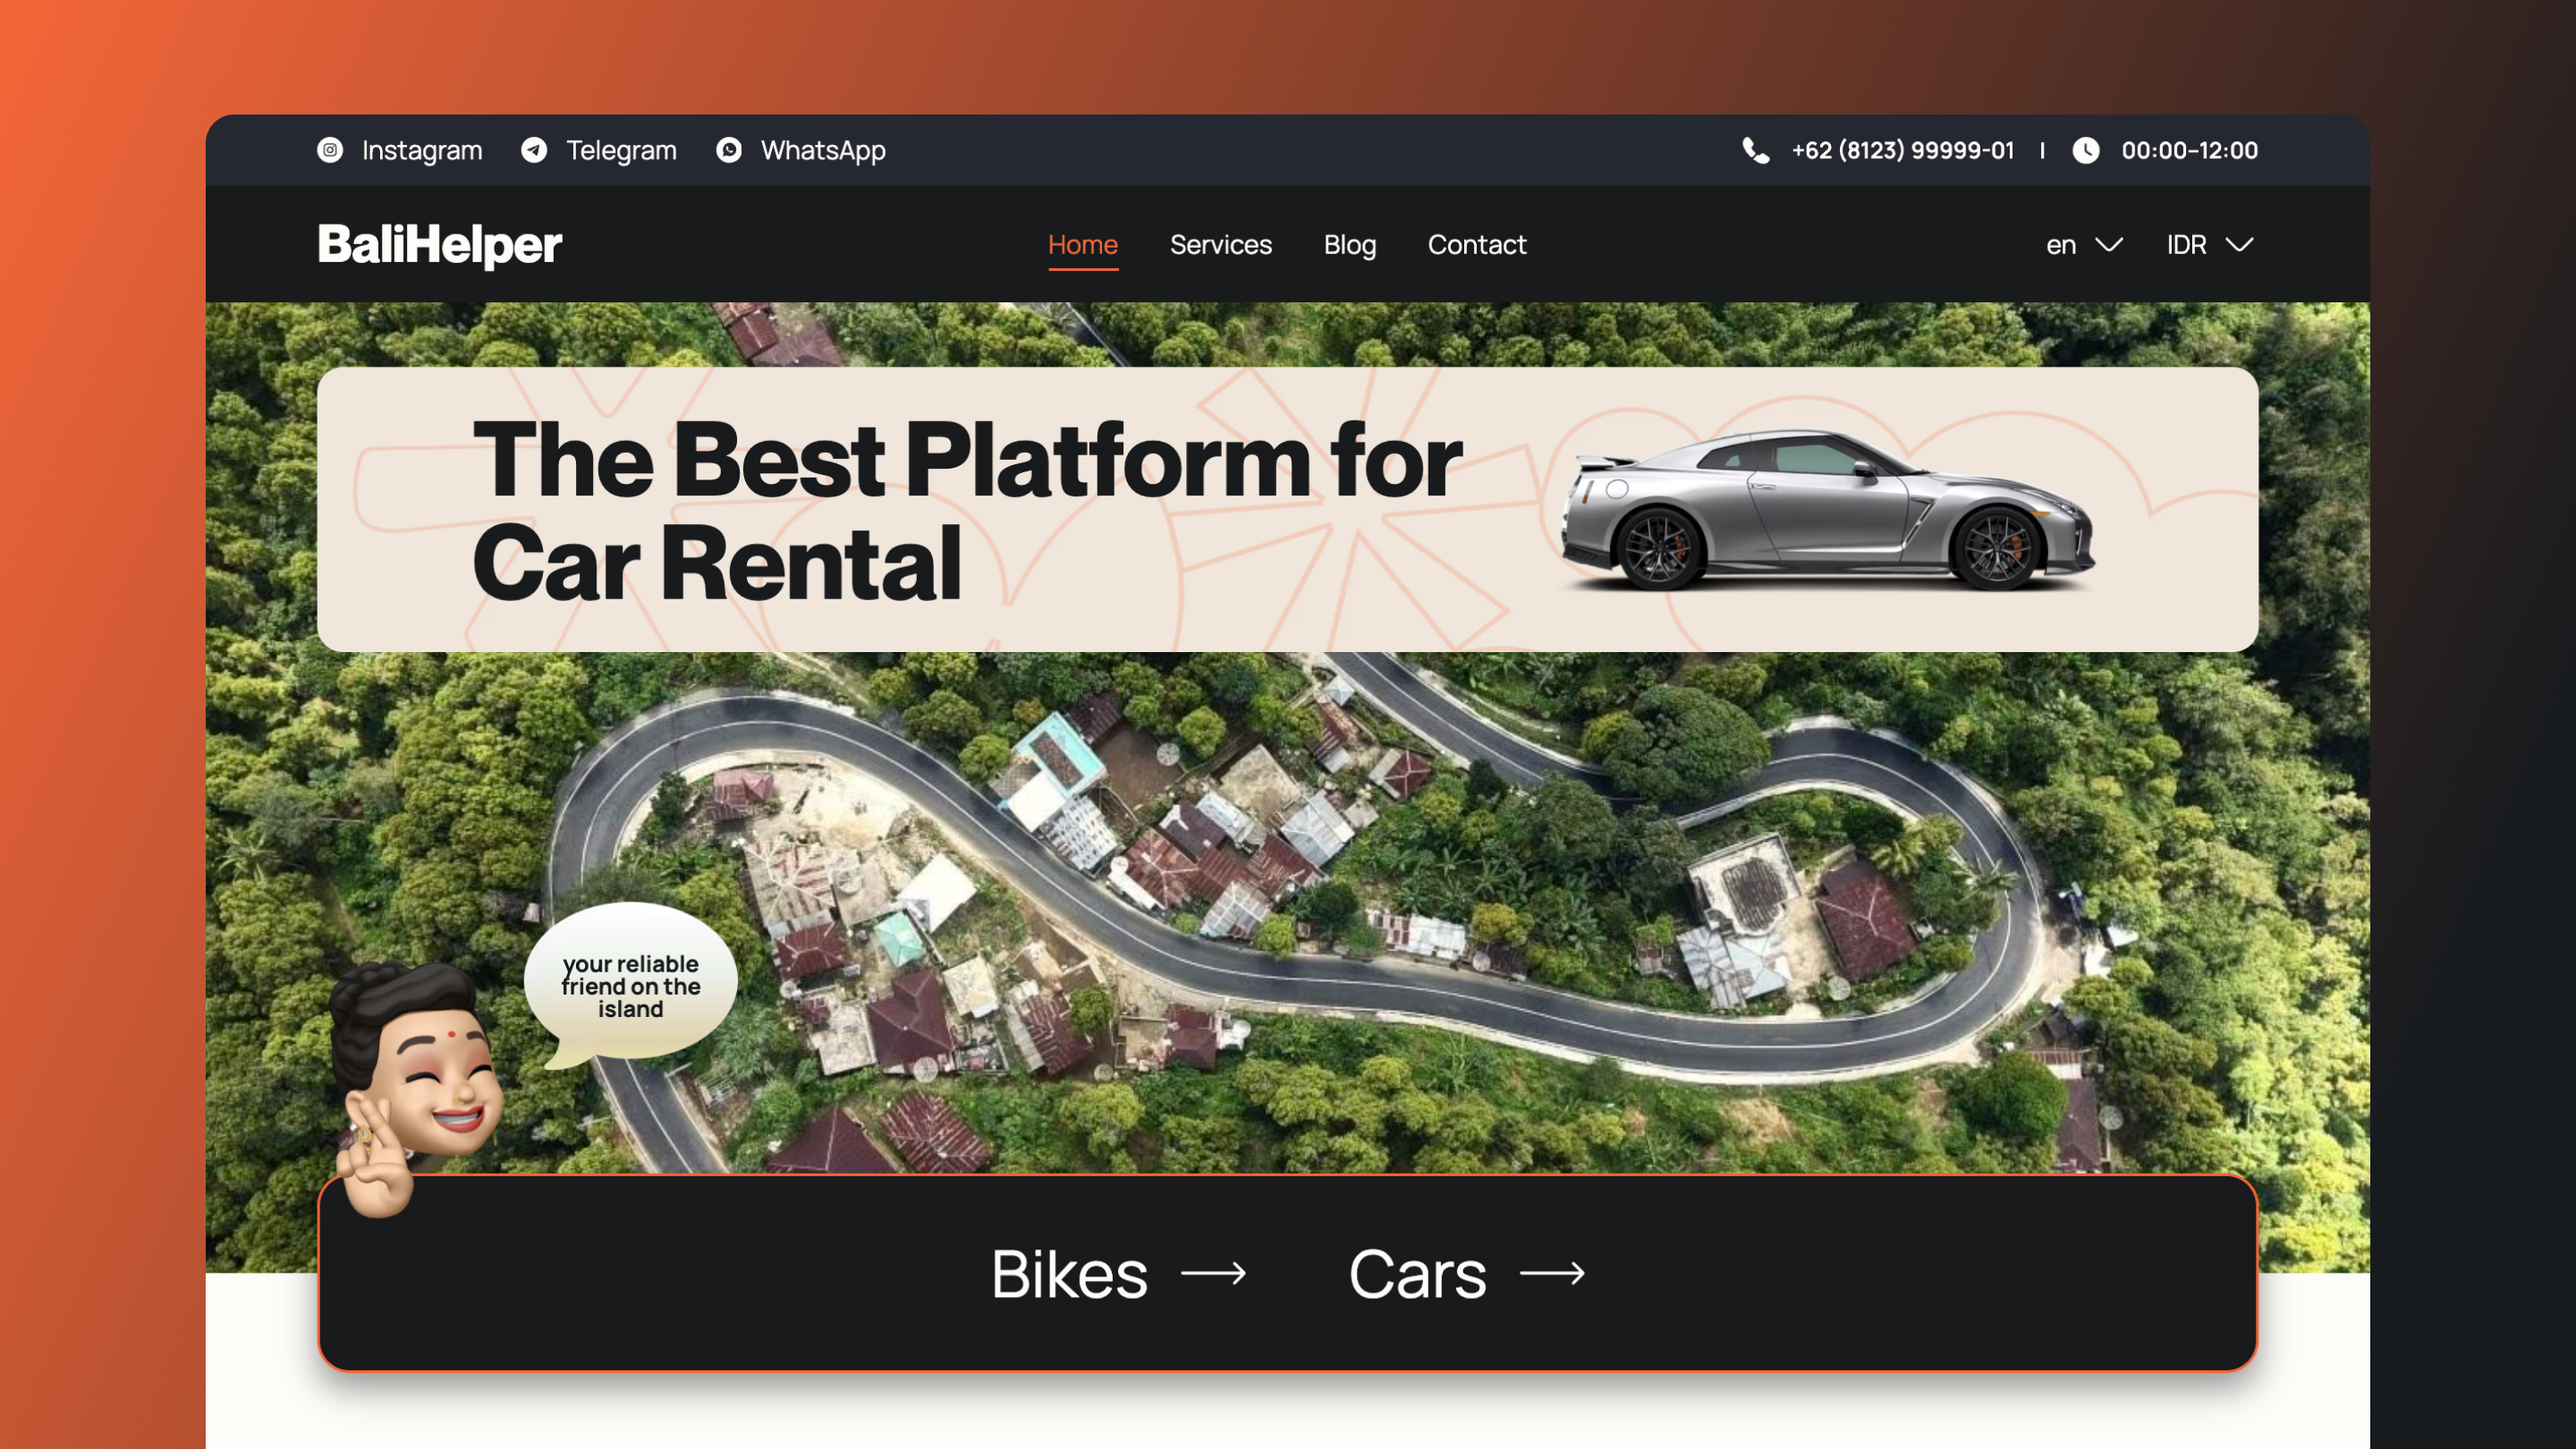 Instagram Telegram WhatsApp +62 (8123) 99999-01 | 00:00-12:00
BaliHelper Home Services Blog Contact en IDR
The Best Platform for
Car Rental
your reliable
friend on the
island
Bikes Cars